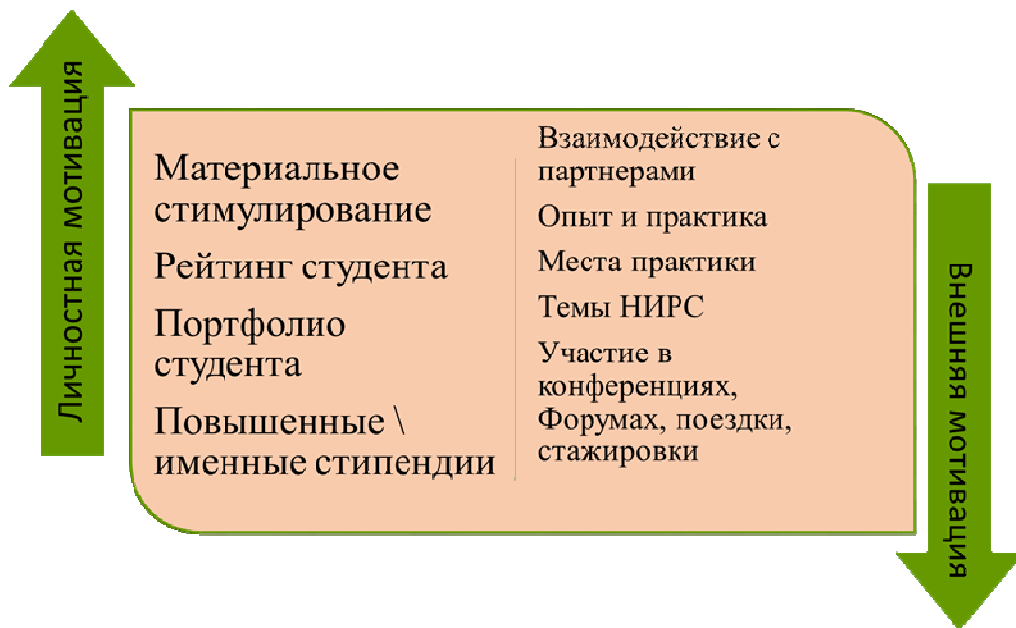 Личностная мотивация
Материальное
стимулирование
Рейтинг студента
Портфолио
студента
Повышенные \
именные стипендии
Взаимодействие с
партнерами
Опыт и практика
Места практики
Темы НИРС
Участие в
конференциях,
Форумах, поездки,
стажировки
Внешняя мотивация